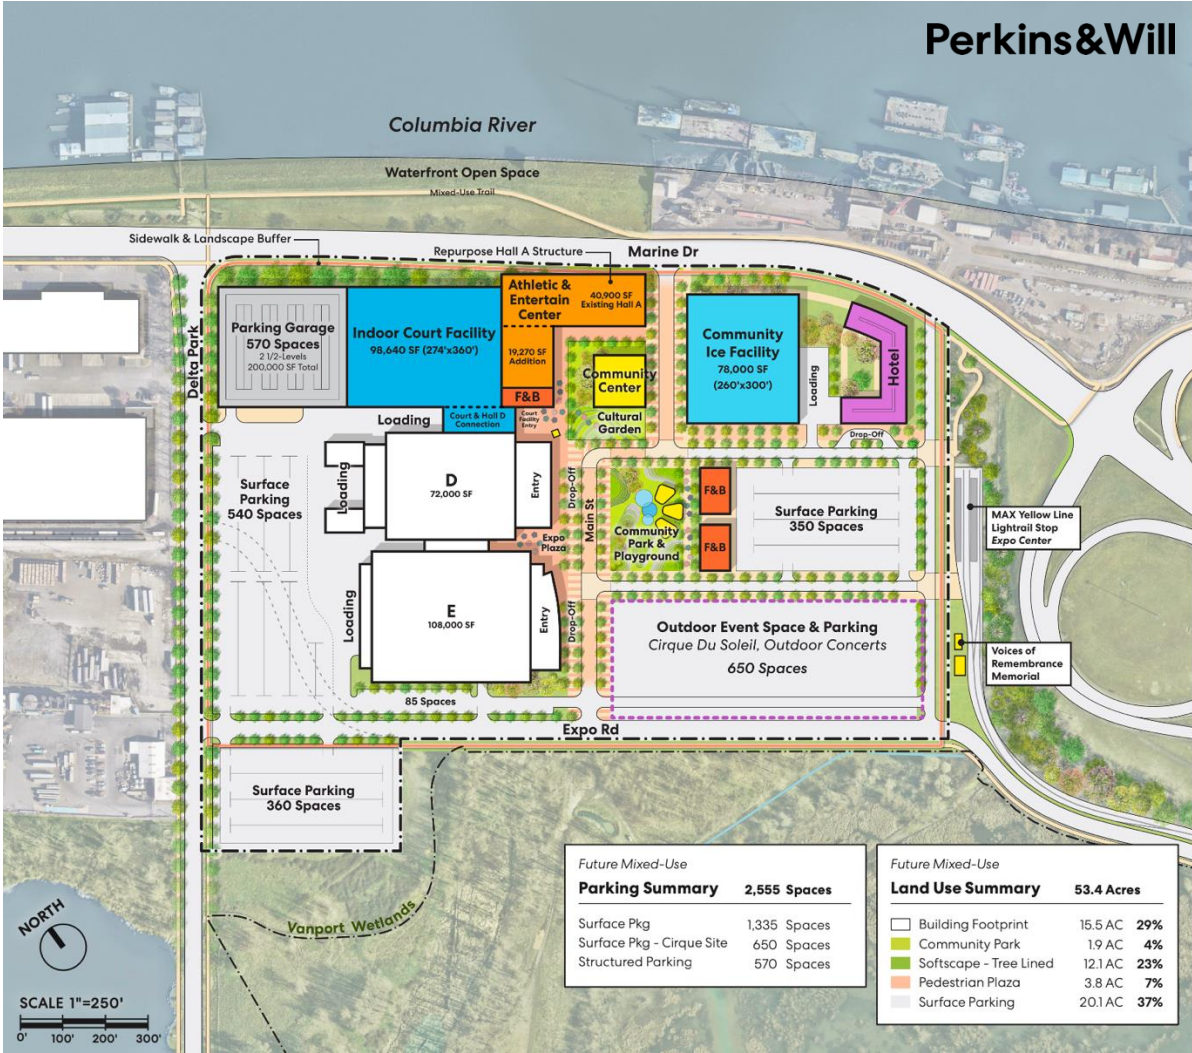 Perkins&Will
Columbia River
Waterfront Open Space
Mixed-Use Trail
Sidewalk & Landscape Buffer
Repurpose Hall A Structure
Marine Dr
Delta Park
Parking Garage
570 Spaces
2 1/2-Levels
200,000 SF Total
Indoor Court Facility
98,640 SF (274'x360')
Athletic &
Entertain
Center
40,900 SF
Existing Hall A
19,270 SF
Addition
F&B
Community
Center
Cultural
Garden
Community
Ice Facility
78,000 SF
(260'x300')
Loading
Hotel
Drop-Off
Loading
Court & Hall D
Connection
Court
Facility
Entry
Surface
Parking
540 Spaces
Loading
D
72,000 SF
Entry
Drop-Off
Main St
Expo
Plaza
Community
Park &
Playground
F&B
F&B
Surface Parking
350 Spaces
MAX Yellow Line
Lightrail Stop
Expo Center
Loading
E
108,000 SF
Entry
Drop-Off
Outdoor Event Space & Parking
Cirque Du Soleil, Outdoor Concerts
650 Spaces
Voices of
Remembrance
Memorial
85 Spaces
Expo Rd
Surface Parking
360 Spaces
Vanport Wetlands
NORTH
SCALE 1"=250'
0' 100' 200' 300'
Future Mixed-Use
Parking Summary 2,555 Spaces
Surface Pkg 1,335 Spaces
Surface Pkg - Cirque Site 650 Spaces
Structured Parking 570 Spaces
Future Mixed-Use
Land Use Summary 53.4 Acres
Building Footprint 15.5 AC 29%
Community Park 1.9 AC 4%
Softscape - Tree Lined 12.1 AC 23%
Pedestrian Plaza 3.8 AC 7%
Surface Parking 20.1 AC 37%